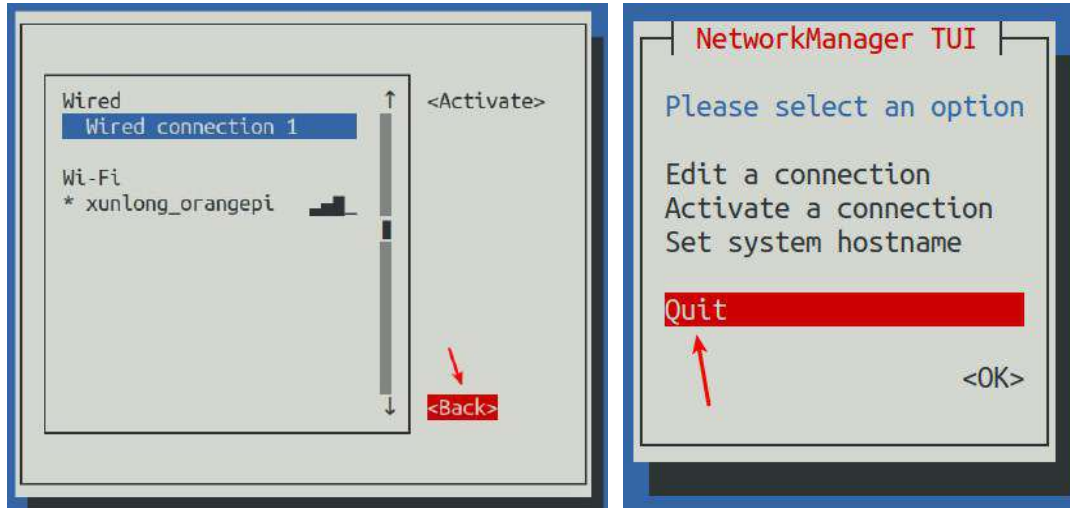 Wired
Wired connection 1
Wi-Fi
* xunlong_orangepi
<Activate>
<Back>
NetworkManager TUI
Please select an option
Edit a connection
Activate a connection
Set system hostname
Quit
<OK>